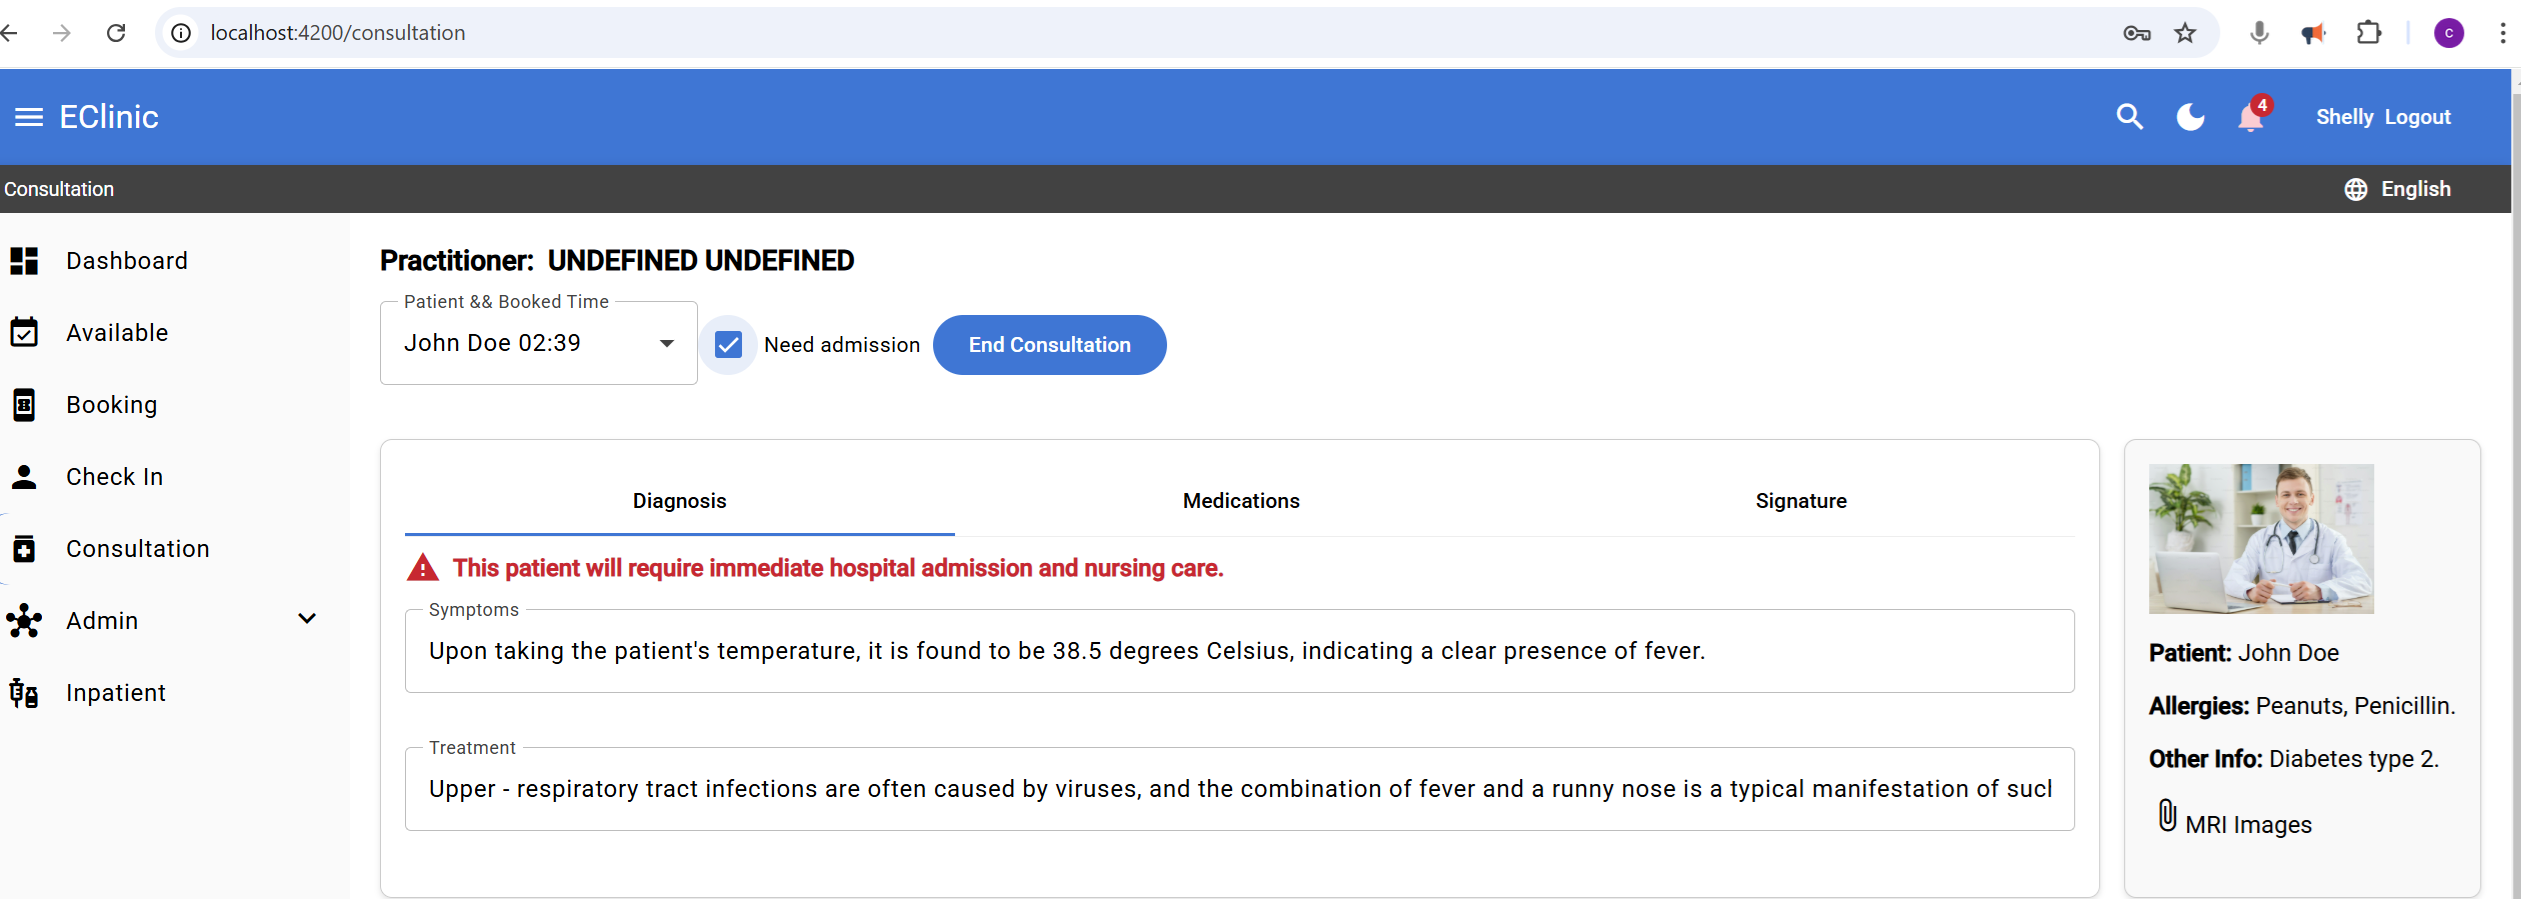 localhost:4200/consultation
C
EClinic
4
Shelly Logout
Consultation
English
Dashboard
Available
Booking
Check In
Consultation
Admin
Inpatient
Practitioner: UNDEFINED UNDEFINED
Patient && Booked Time
John Doe 02:39
Need admission
End Consultation
Diagnosis
Medications
Signature
This patient will require immediate hospital admission and nursing care.
Symptoms
Upon taking the patient's temperature, it is found to be 38.5 degrees Celsius, indicating a clear presence of fever.
Treatment
Upper - respiratory tract infections are often caused by viruses, and the combination of fever and a runny nose is a typical manifestation of
Patient: John Doe
Allergies: Peanuts, Penicillin.
Other Info: Diabetes type 2.
MRI Images